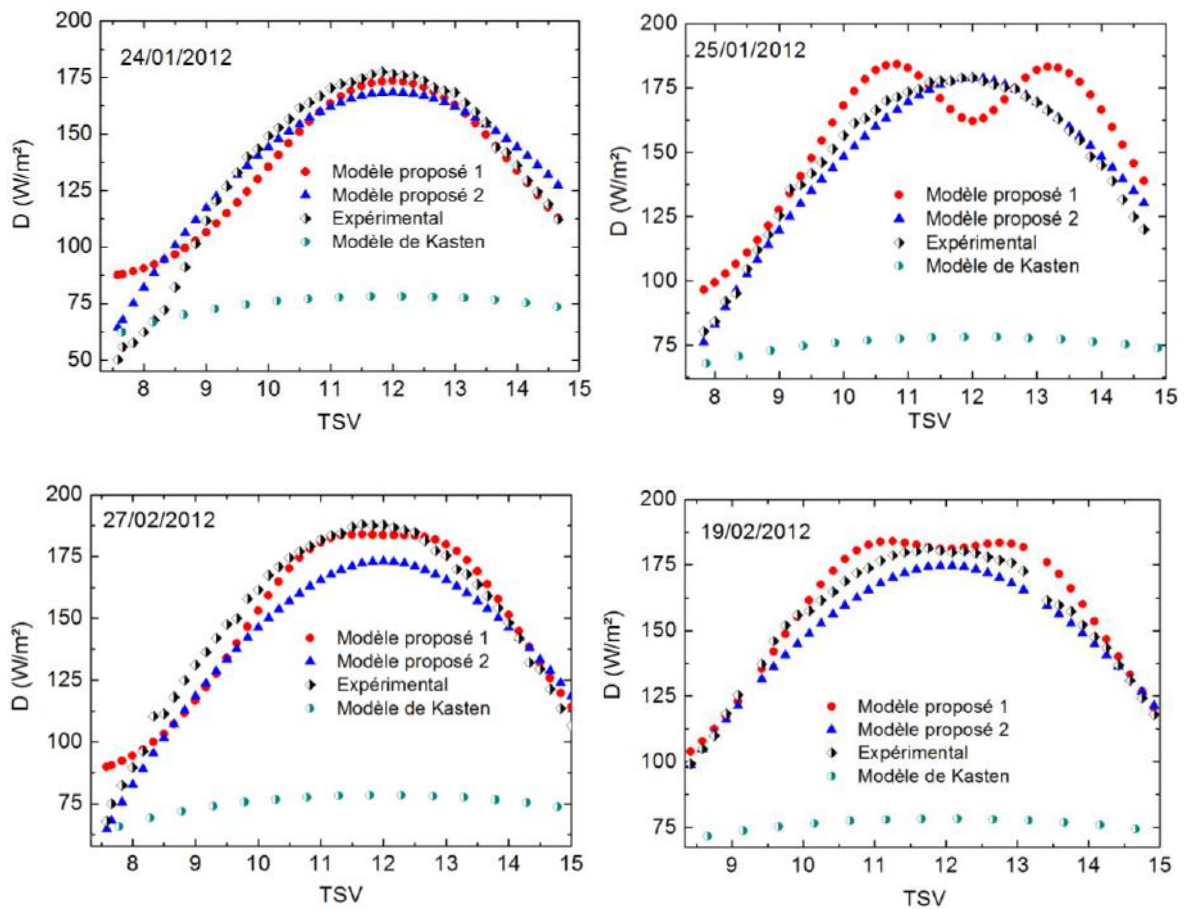 24/01/2012
D (W/m²)
200
175
150
125
100
75
50
Modèle proposé 1
Modèle proposé 2
Expérimental
Modèle de Kasten
8 9 10 11 12 13 14 15
TSV
25/01/2012
D (W/m²)
200
175
150
125
100
75
Modèle proposé 1
Modèle proposé 2
Expérimental
Modèle de Kasten
8 9 10 11 12 13 14 15
TSV
27/02/2012
D (W/m²)
200
175
150
125
100
75
Modèle proposé 1
Modèle proposé 2
Expérimental
Modèle de Kasten
8 9 10 11 12 13 14 15
TSV
19/02/2012
D (W/m²)
200
175
150
125
100
75
Modèle proposé 1
Modèle proposé 2
Expérimental
Modèle de Kasten
9 10 11 12 13 14 15
TSV